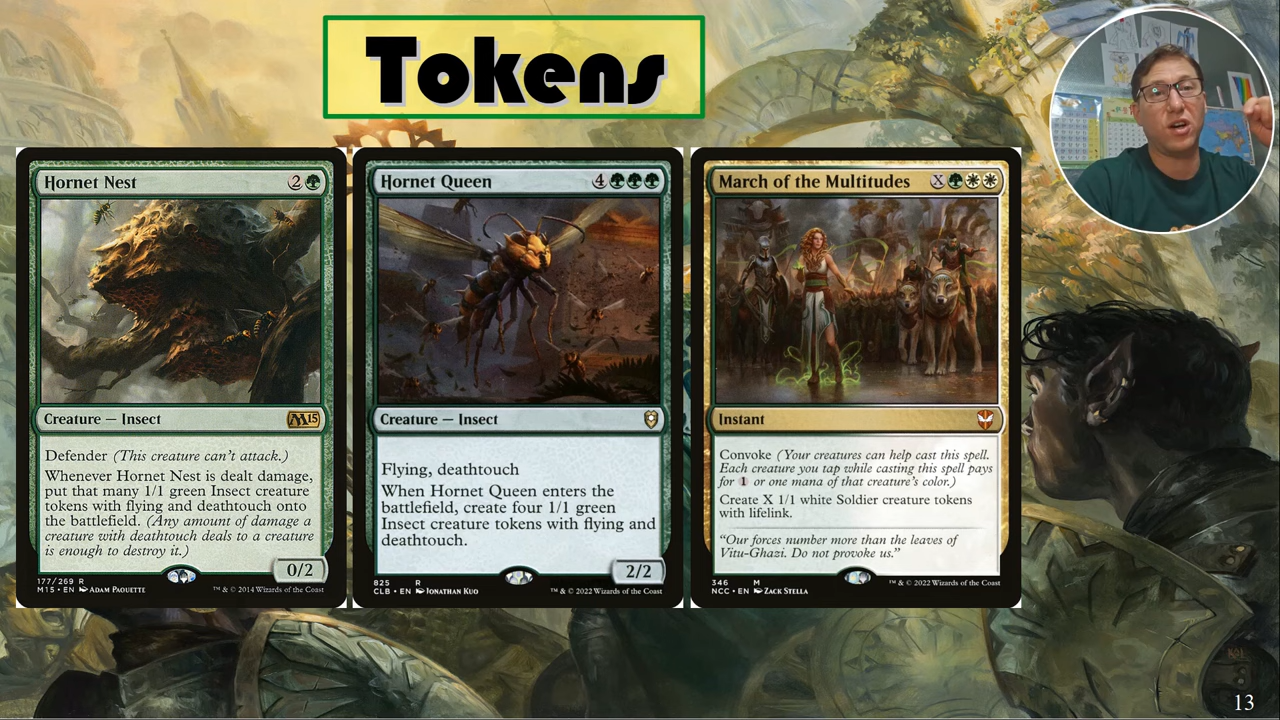 Tokens
Hornet Nest
2
Creature — Insect
M15
Defender (This creature can't attack.)
Whenever Hornet Nest is dealt damage,
put that many 1/1 green Insect creature
tokens with flying and deathtouch onto
the battlefield. (Any amount of damage a
creature with deathtouch deals to a creature
is enough to destroy it.)
0/2
177/269 R
M15 • EN ADAM PAQUETTE
™ & © 2014 Wizards of the Coast
Hornet Queen
4
Creature — Insect
Flying, deathtouch
When Hornet Queen enters the
battlefield, create four 1/1 green
Insect creature tokens with flying and
deathtouch.
2/2
825 R
CLB • EN JONATHAN KUO
™ & © 2022 Wizards of the Coast
March of the Multitudes
X
Instant
Convoke (Your creatures can help cast this spell.
Each creature you tap while casting this spell pays
for 1 or one mana of that creature's color.)
Create X 1/1 white Soldier creature tokens
with lifelink.
“Our forces number more than the leaves of
Vitu-Ghazi. Do not provoke us.”
346 M
NCC • EN ZACK STELLA
™ & © 2022 Wizards of the Coast
13